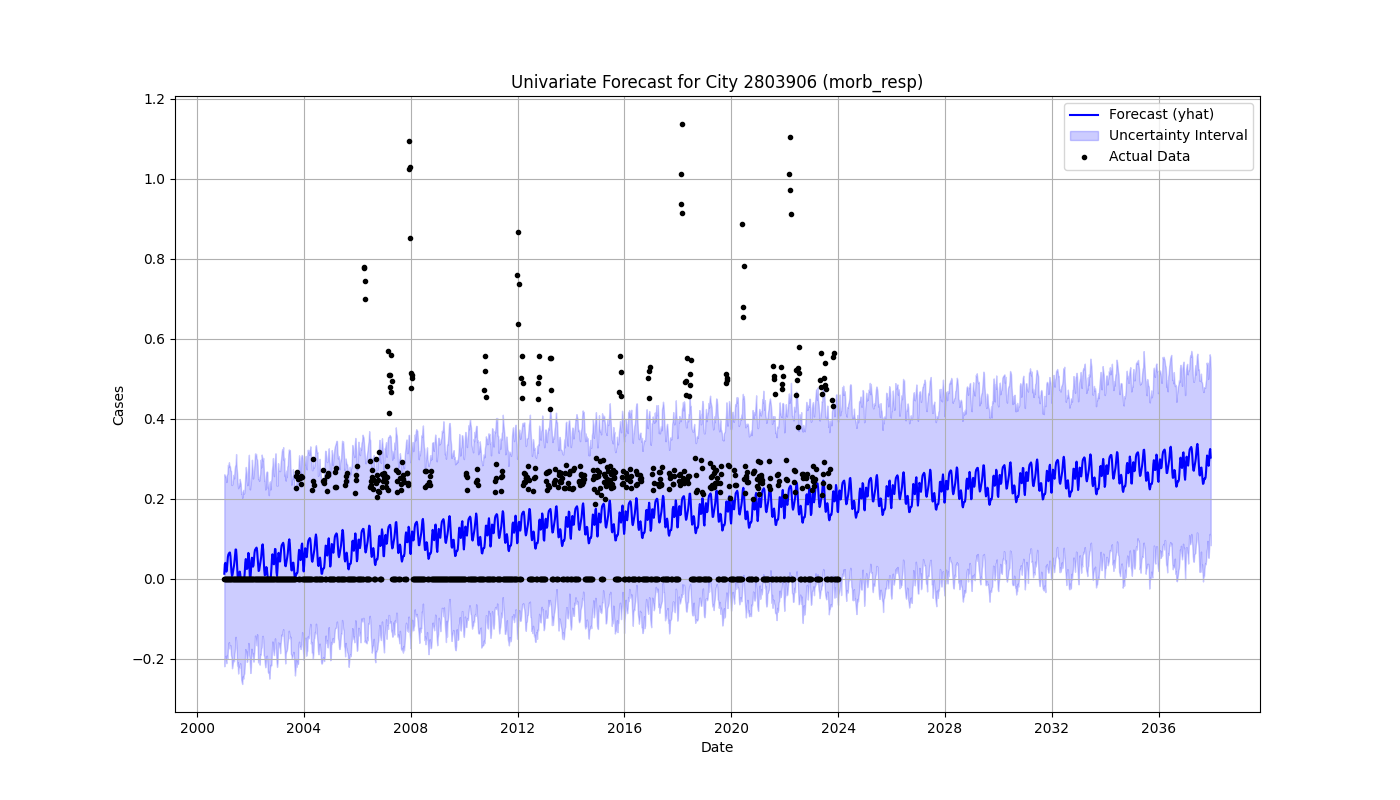 Univariate Forecast for City 2803906 (morb_resp)
Forecast (yhat)
Uncertainty Interval
Actual Data
Cases
1.2
1.0
0.8
0.6
0.4
0.2
0.0
−0.2
2000 2004 2008 2012 2016 2020 2024 2028 2032 2036
Date